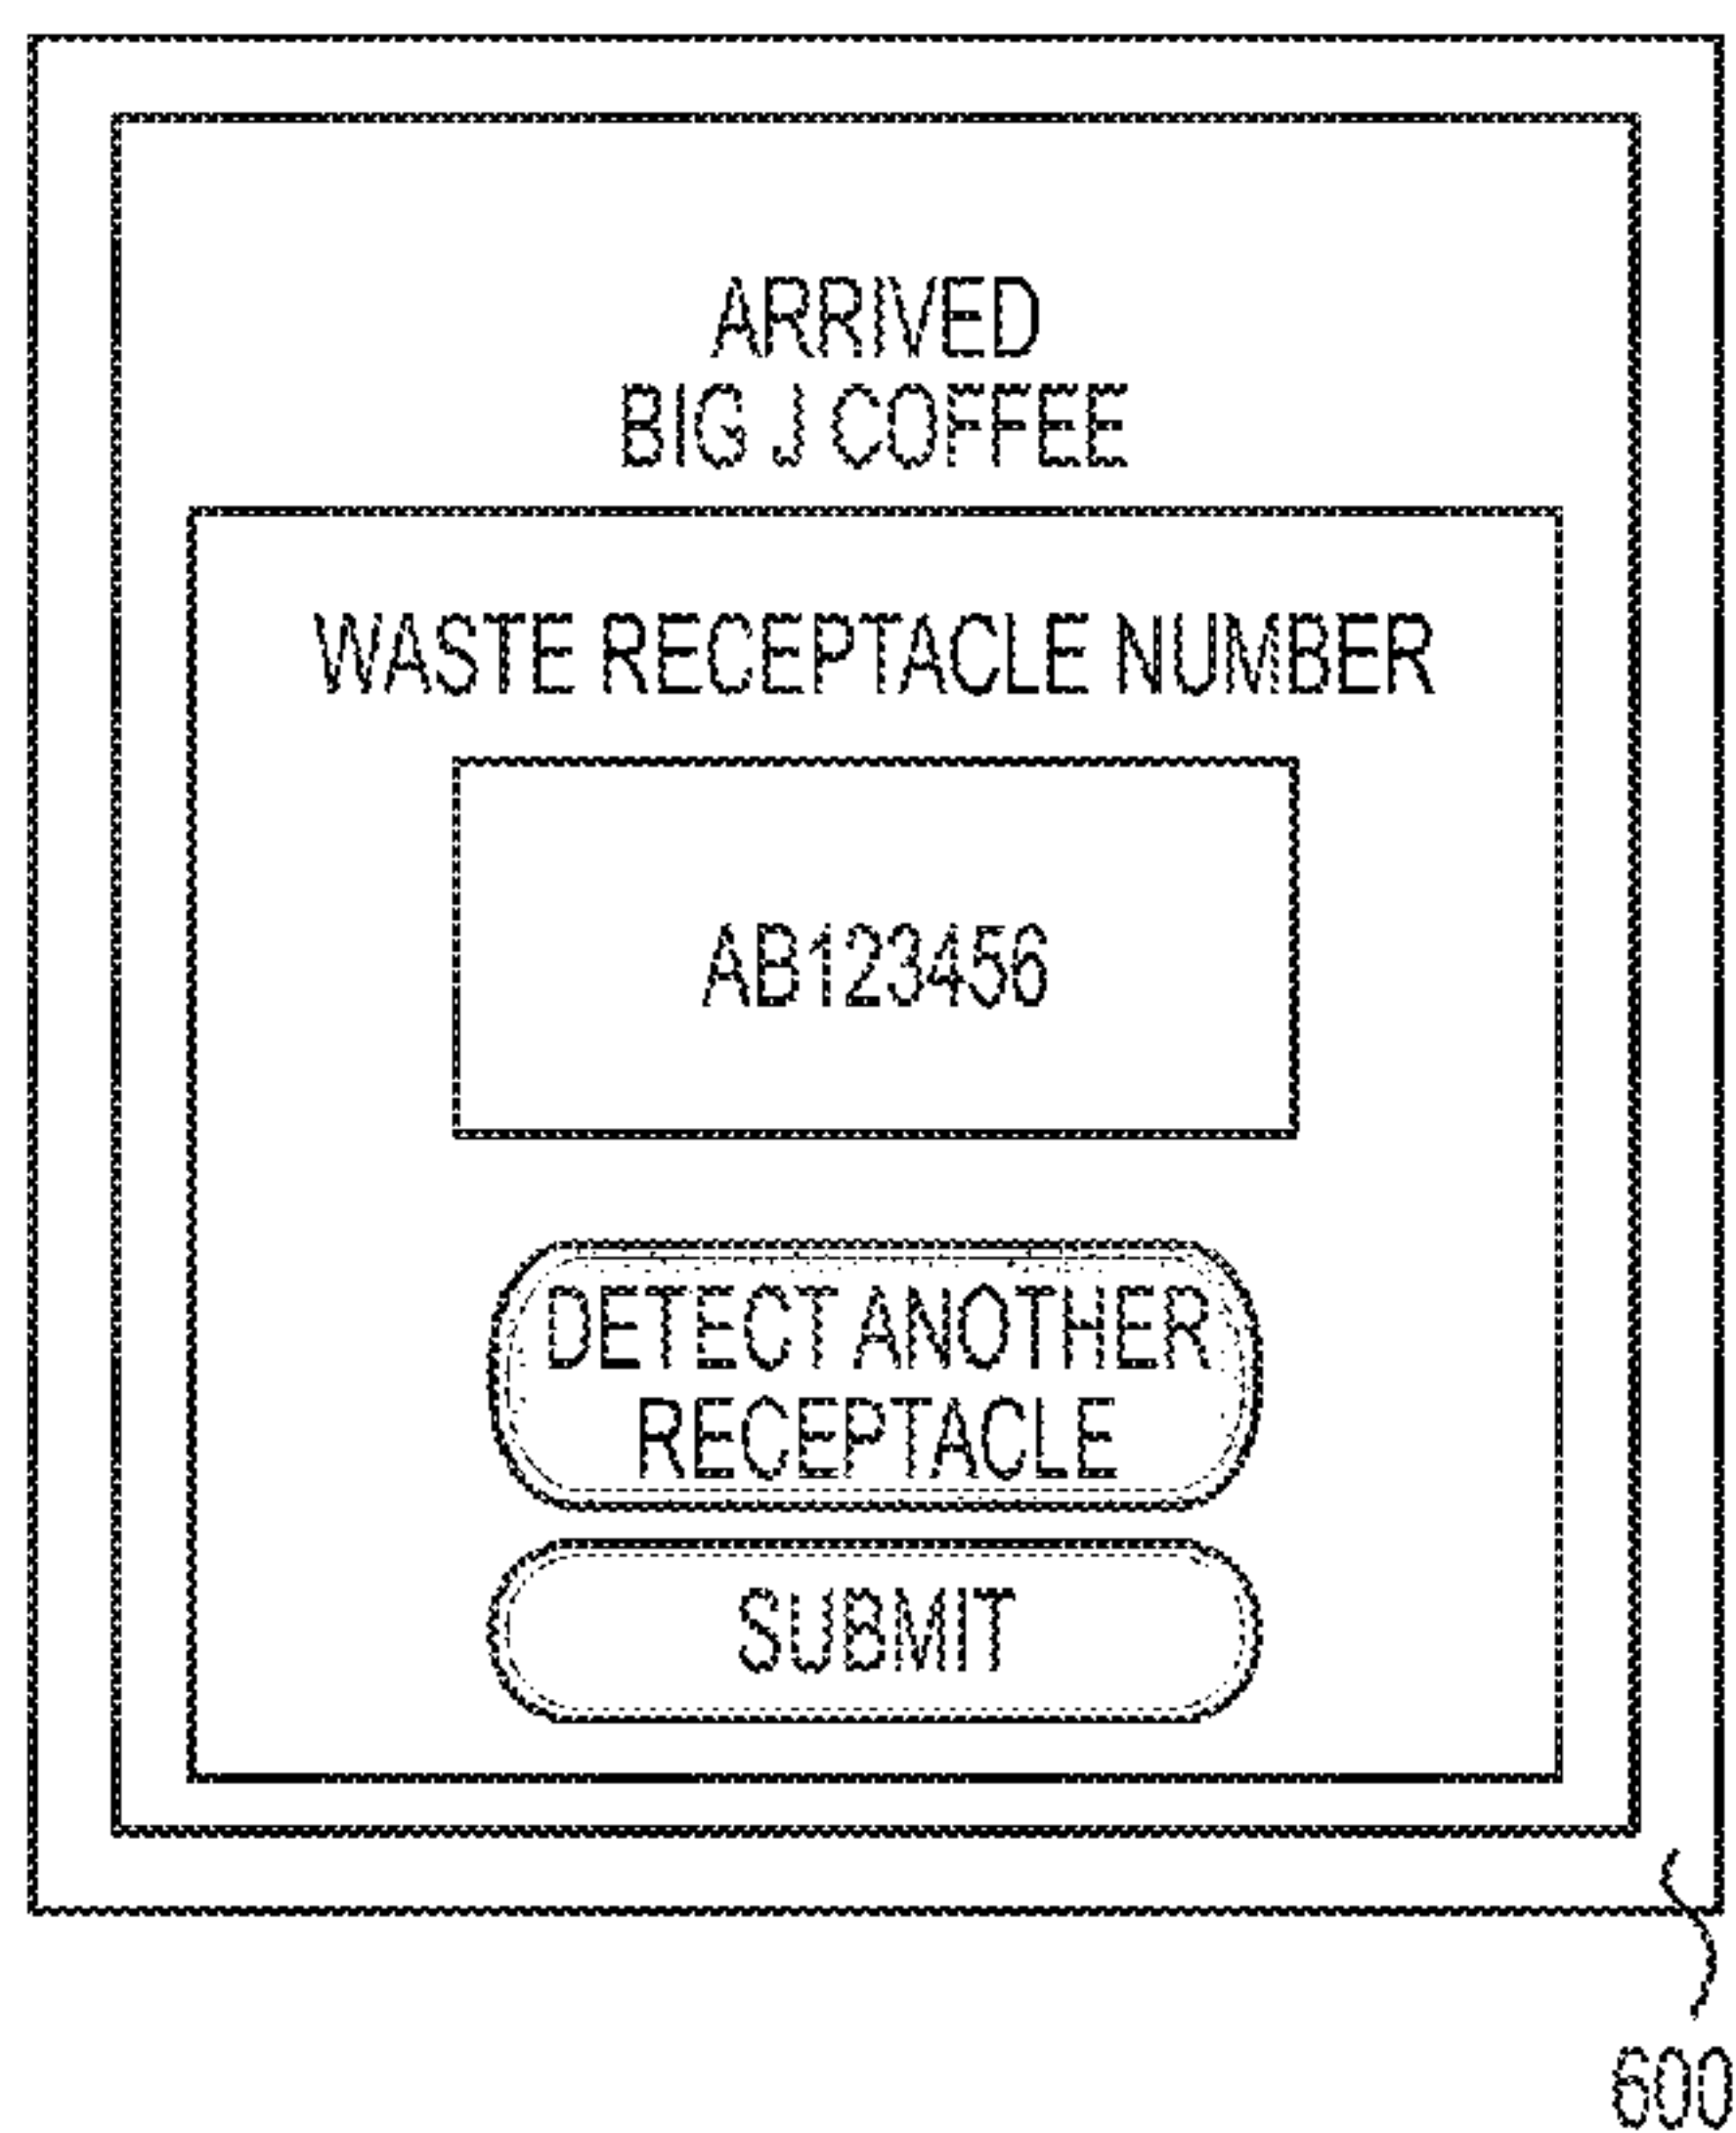 ARRIVED
BIG J COFFEE
WASTE RECEPTACLE NUMBER
AB123456
DETECT ANOTHER
RECEPTACLE
SUBMIT
600